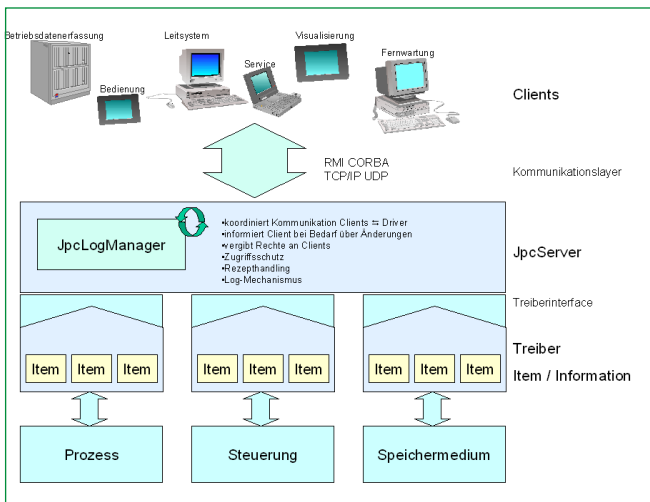 Betriebsdatenerfassung
Leitsystem
Visualisierung
Fernwartung
Service
Bedienung
Clients
RMI CORBA
TCP/IP UDP
Kommunikationslayer
JpcLogManager
•koordiniert Kommunikation Clients ⇆ Driver
•informiert Client bei Bedarf über Änderungen
•vergibt Rechte an Clients
•Zugriffsschutz
•Rezepthandling
•Log-Mechanismus
JpcServer
Treiberinterface
Treiber
Item Item Item
Item Item Item
Item Item Item
Item / Information
Prozess
Steuerung
Speichermedium